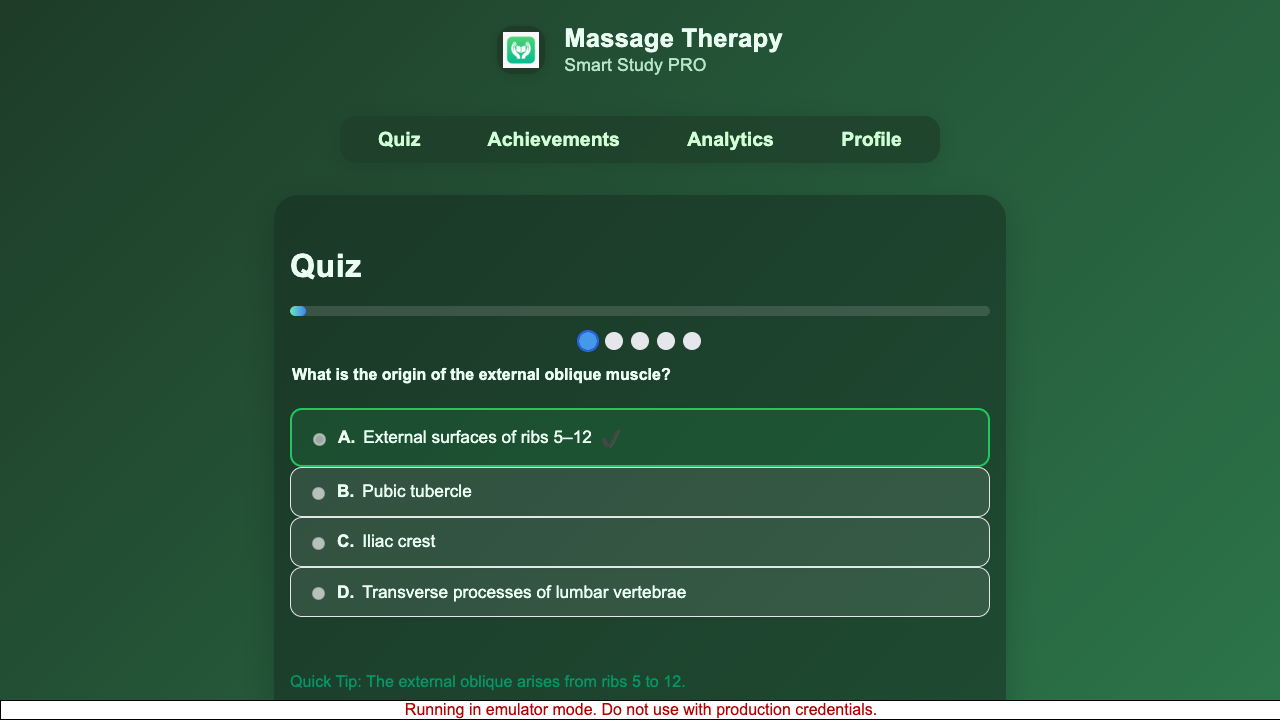 Massage Therapy
Smart Study PRO
Quiz
Achievements
Analytics
Profile
Quiz
What is the origin of the external oblique muscle?
A. External surfaces of ribs 5–12 ✔
B. Pubic tubercle
C. Iliac crest
D. Transverse processes of lumbar vertebrae
Quick Tip: The external oblique arises from ribs 5 to 12.
Running in emulator mode. Do not use with production credentials.